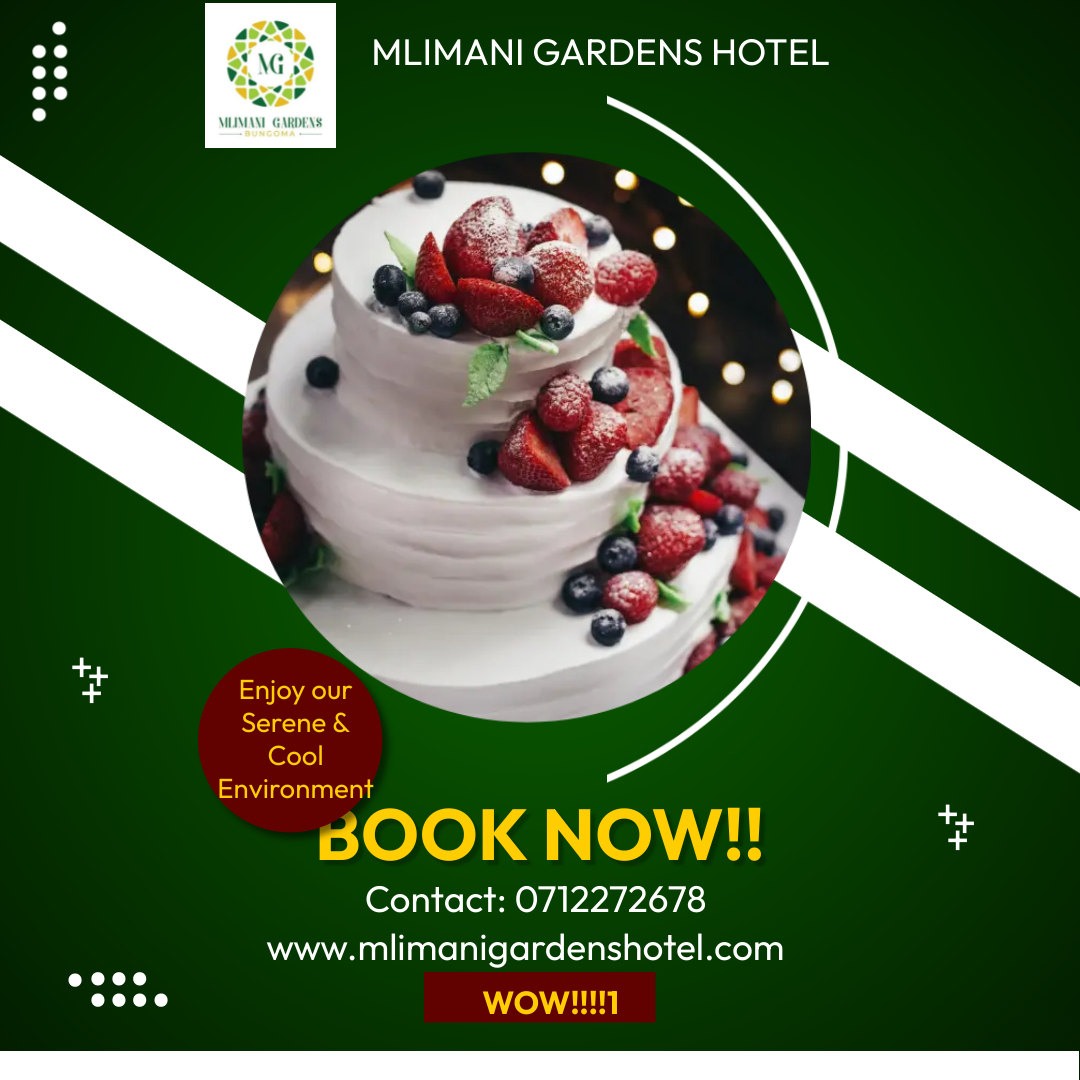 MLIMANI GARDENS HOTEL
MG
MLIMANI GARDENS
BUNGOMA
Enjoy our
Serene &
Cool
Environment
BOOK NOW!!
Contact: 0712272678
www.mlimanigardenshotel.com
WOW!!!!1